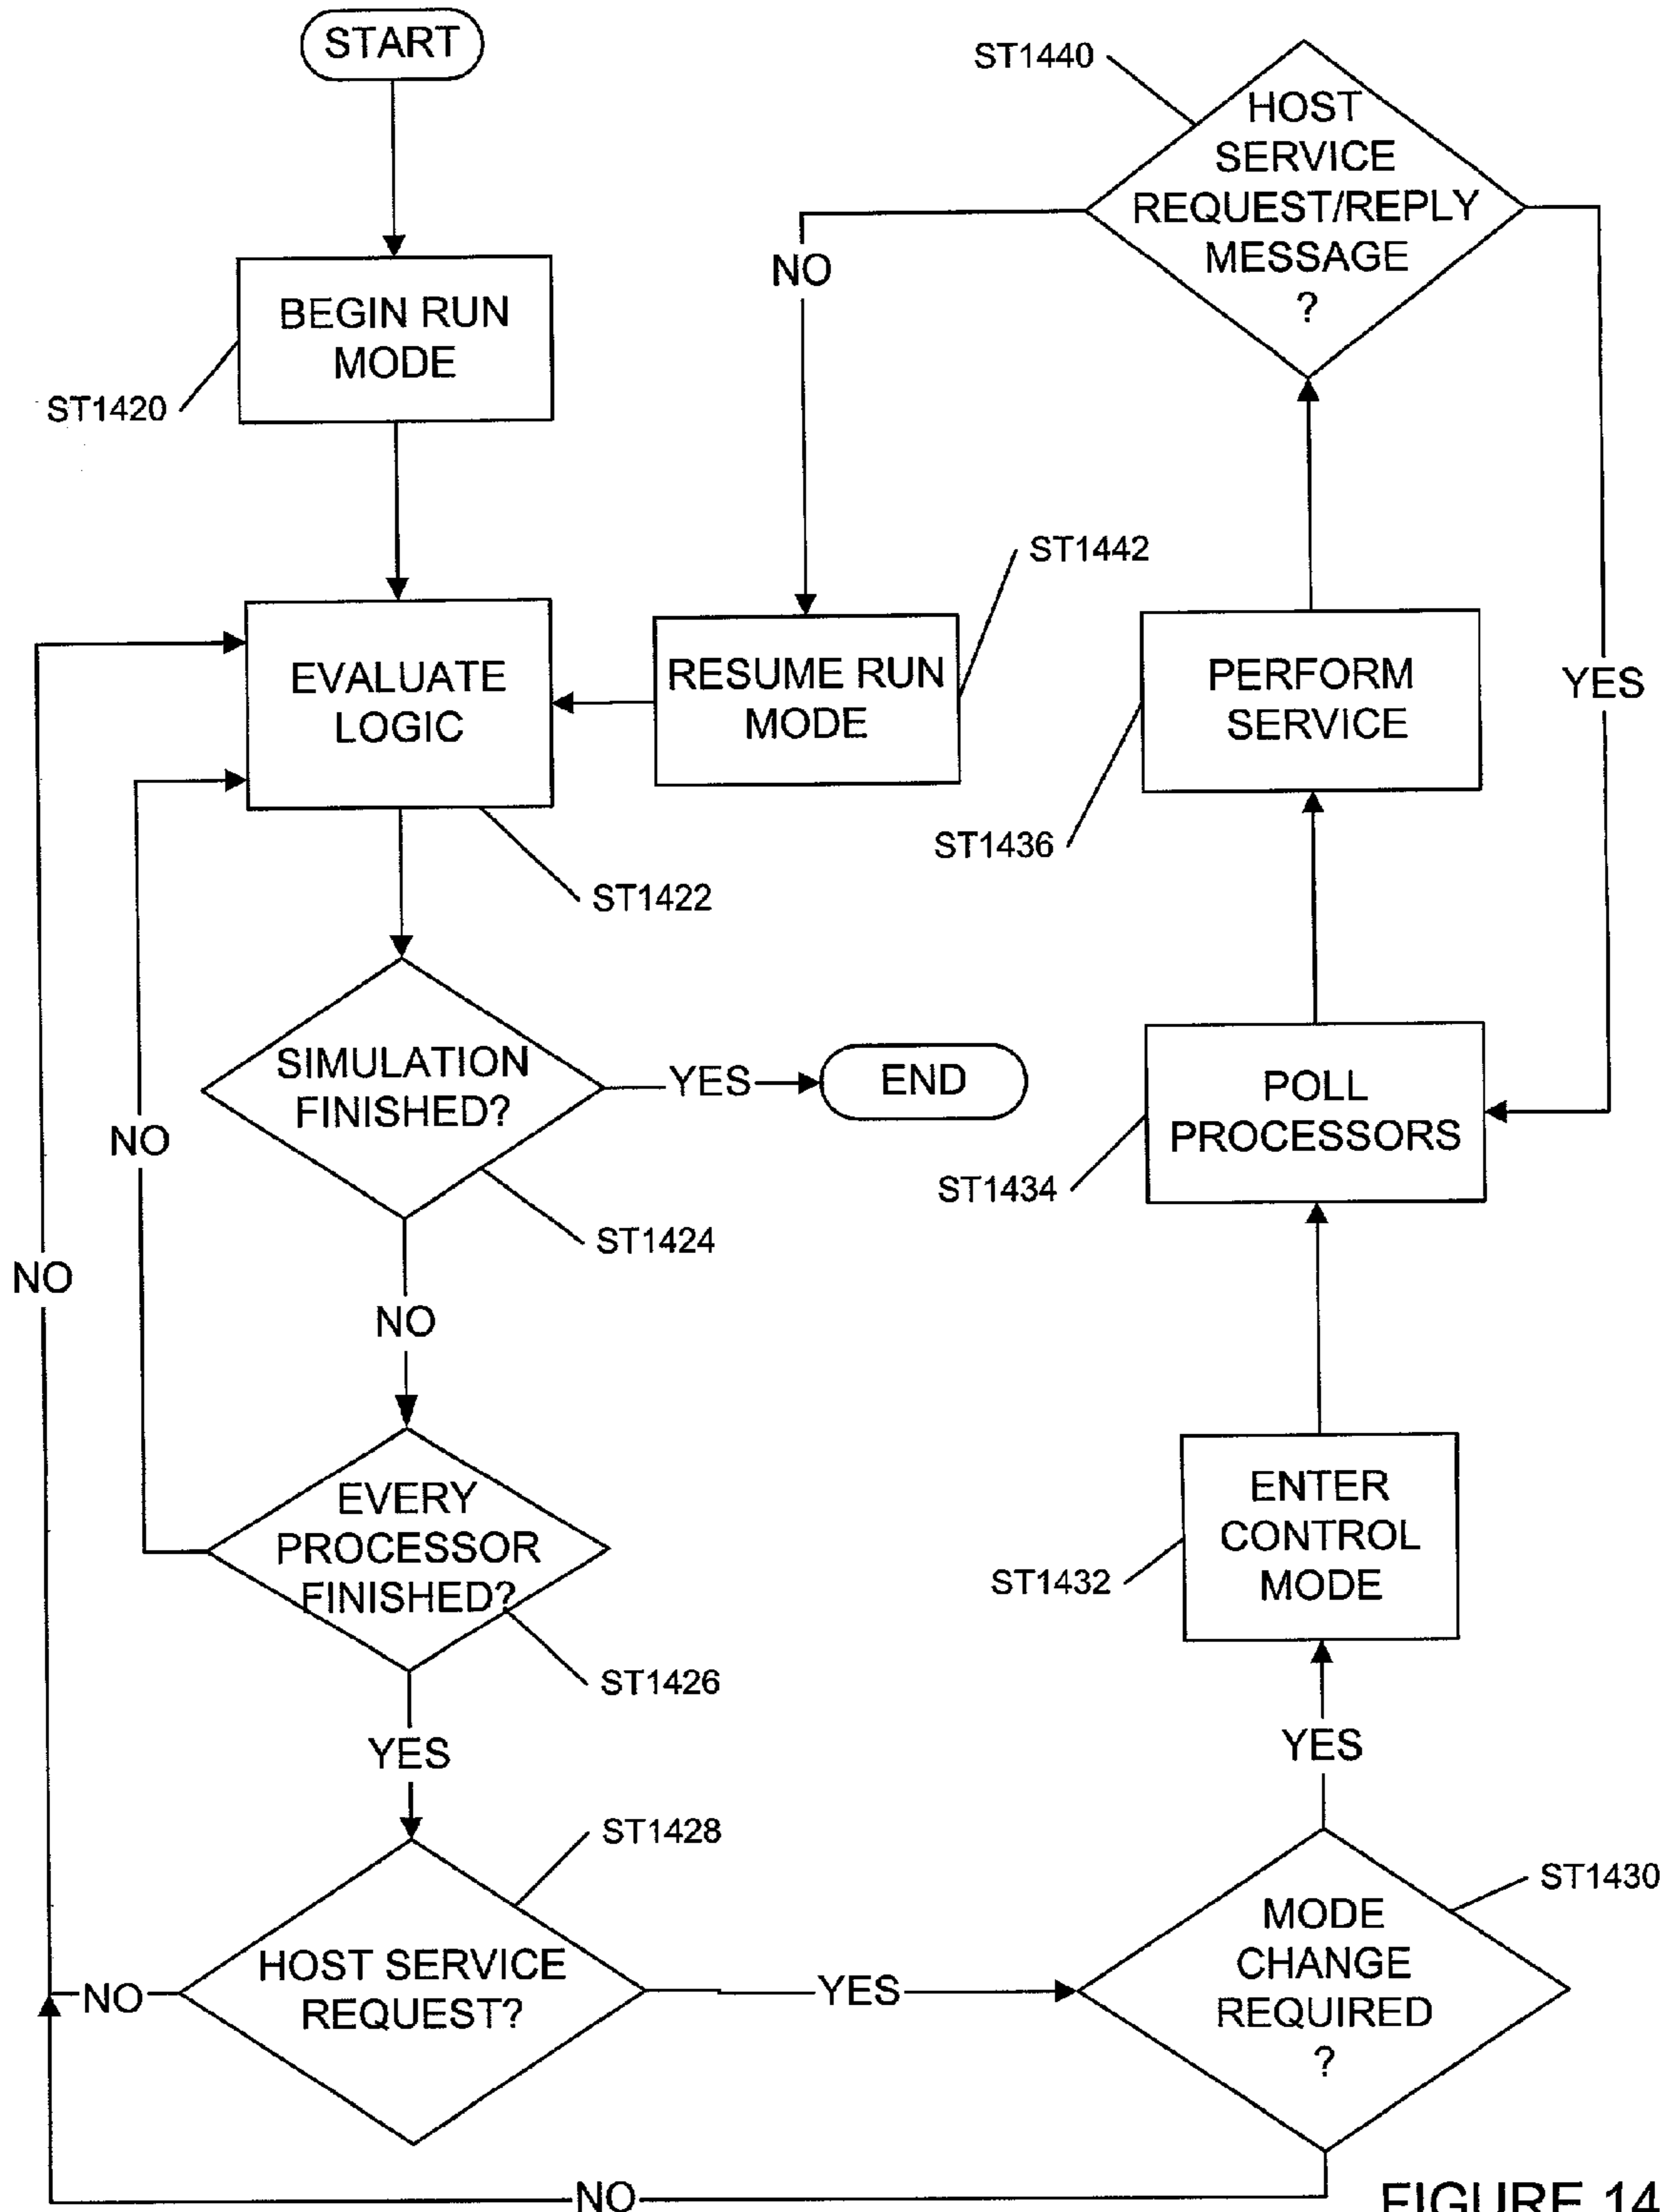 START
BEGIN RUN
MODE
ST1420
EVALUATE
LOGIC
ST1422
SIMULATION
FINISHED?
YES
END
ST1424
NO
EVERY
PROCESSOR
FINISHED?
ST1426
NO
YES
HOST SERVICE
REQUEST?
ST1428
NO
NO
YES
MODE
CHANGE
REQUIRED
?
ST1430
NO
YES
ENTER
CONTROL
MODE
ST1432
POLL
PROCESSORS
ST1434
PERFORM
SERVICE
ST1436
HOST
SERVICE
REQUEST/REPLY
MESSAGE
?
ST1440
YES
NO
RESUME RUN
MODE
ST1442
FIGURE 14